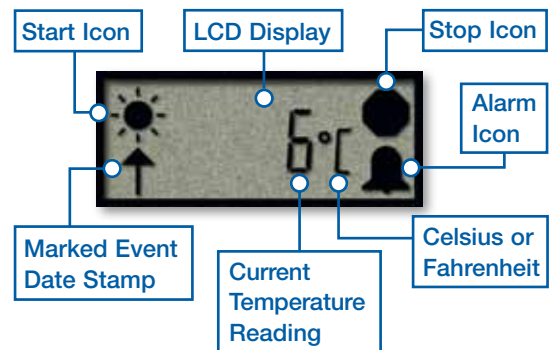 Start Icon
LCD Display
Stop Icon
Alarm
Icon
6°C
Marked Event
Date Stamp
Current
Temperature
Reading
Celsius or
Fahrenheit